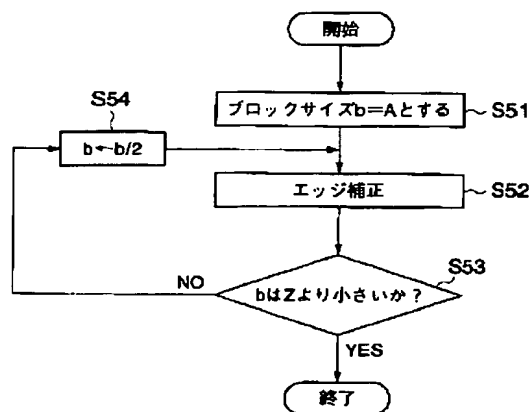 開始
ブロックサイズb=Aとする
S51
S54
b←b/2
エッジ補正
S52
S53
bはZより小さいか?
NO
YES
終了